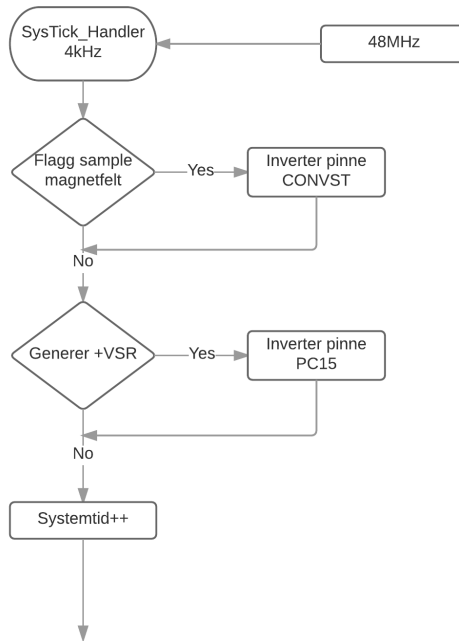 SysTick_Handler
4kHz
48MHz
Flagg sample
magnetfelt
Yes
Inverter pinne
CONVST
No
Generer +VSR
Yes
Inverter pinne
PC15
No
Systemtid++